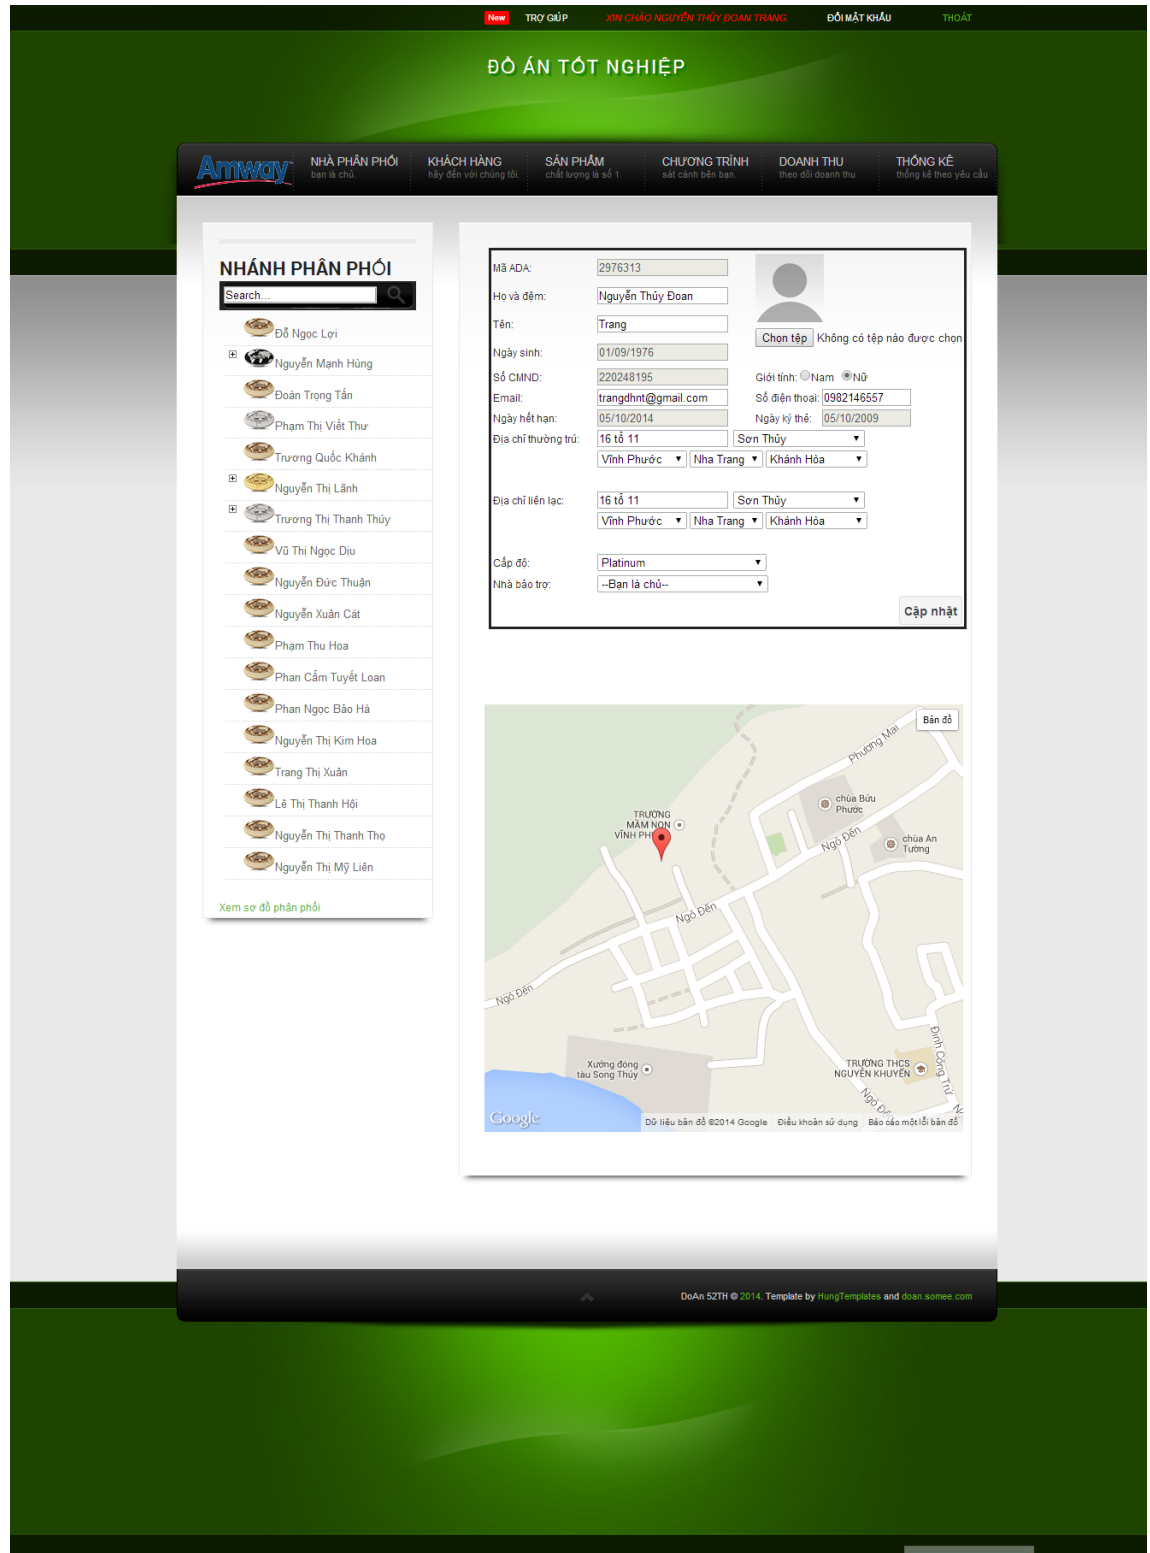 New TRỢ GIÚP XIN CHÀO NGUYỄN THỦY ĐOAN TRANG ĐỔI MẬT KHẨU THOÁT
ĐỒ ÁN TỐT NGHIỆP
Amway
NHÀ PHÂN PHỐI KHÁCH HÀNG SẢN PHẨM CHƯƠNG TRÌNH DOANH THU THỐNG KÊ
bạn là chủ. hãy đến với chúng tôi. chất lượng là số 1. sát cánh bên bạn. theo dõi doanh thu thống kê theo yêu cầu
NHÁNH PHÂN PHỐI
Search...
Đỗ Ngọc Lợi
Nguyễn Mạnh Hùng
Đoàn Trọng Tấn
Phạm Thị Viết Thư
Trương Quốc Khánh
Nguyễn Thị Lãnh
Trương Thị Thanh Thúy
Vũ Thị Ngọc Dịu
Nguyễn Đức Thuận
Nguyễn Xuân Cát
Phạm Thu Hoa
Phan Cẩm Tuyết Loan
Phan Ngọc Bảo Hà
Nguyễn Thị Kim Hoa
Trang Thị Xuân
Lê Thị Thanh Hội
Nguyễn Thị Thanh Thọ
Nguyễn Thị Mỹ Liên
Xem sơ đồ phân phối
Mã ADA: 2976313
Họ và đệm: Nguyễn Thủy Đoan
Tên: Trang
Chọn tệp Không có tệp nào được chọn
Ngày sinh: 01/09/1976
Số CMND: 220248195 Giới tính: Nam Nữ
Email: trangdhnt@gmail.com Số điện thoại: 0982146557
Ngày hết hạn: 05/10/2014 Ngày ký thẻ: 05/10/2009
Địa chỉ thường trú: 16 tổ 11 Sơn Thủy
Vĩnh Phước Nha Trang Khánh Hòa
Địa chỉ liên lạc: 16 tổ 11 Sơn Thủy
Vĩnh Phước Nha Trang Khánh Hòa
Cấp độ: Platinum
Nhà bảo trợ: --Bạn là chủ--
Cập nhật
Bản đồ
Phương Mai
chùa Bửu
Phước
TRƯỜNG
MẦM NON
VĨNH PH
Ngô Đến
chùa An
Tường
Ngô Đến
Ngô Đến
Xưởng đóng
tàu Song Thủy
Đinh Công Trứ
TRƯỜNG THCS
NGUYỄN KHUYẾN
Ngô Đến
Google
Dữ liệu bản đồ ©2014 Google Điều khoản sử dụng Báo cáo một lỗi bản đồ
DoAn 52TH © 2014. Template by HungTemplates and doan.somee.com